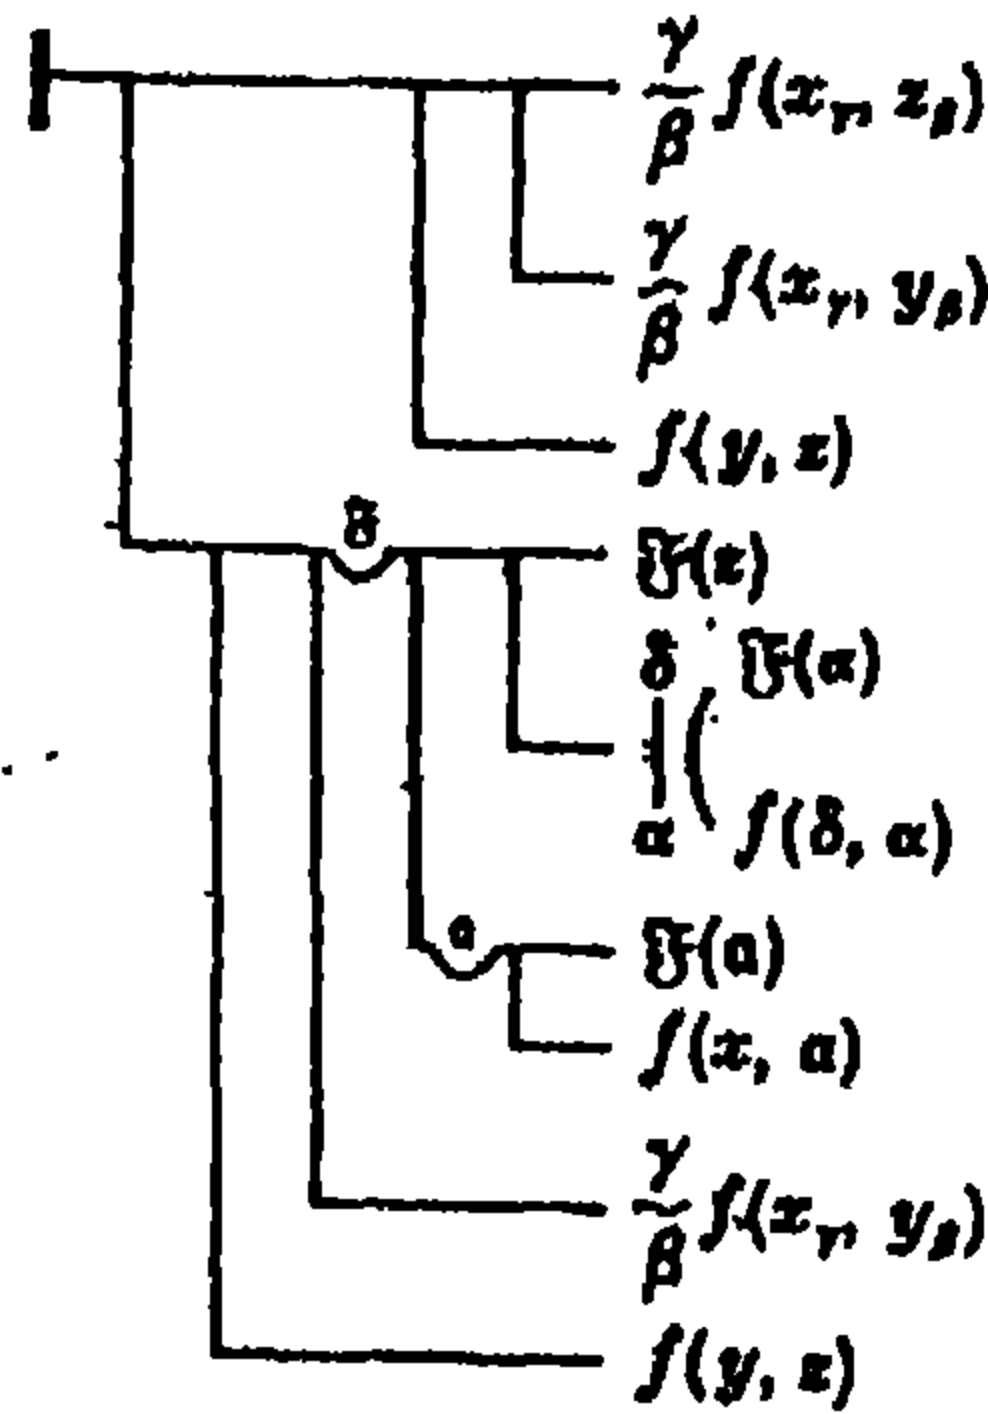 γ
β f(x_γ, z_β)
γ
β f(x_γ, y_β)
f(y, z)
𝔉
𝔉(z)
δ 𝔉(α)
α f(δ, α)
𝔞
𝔉(𝔞)
f(x, 𝔞)
γ
β f(x_γ, y_β)
f(y, z)